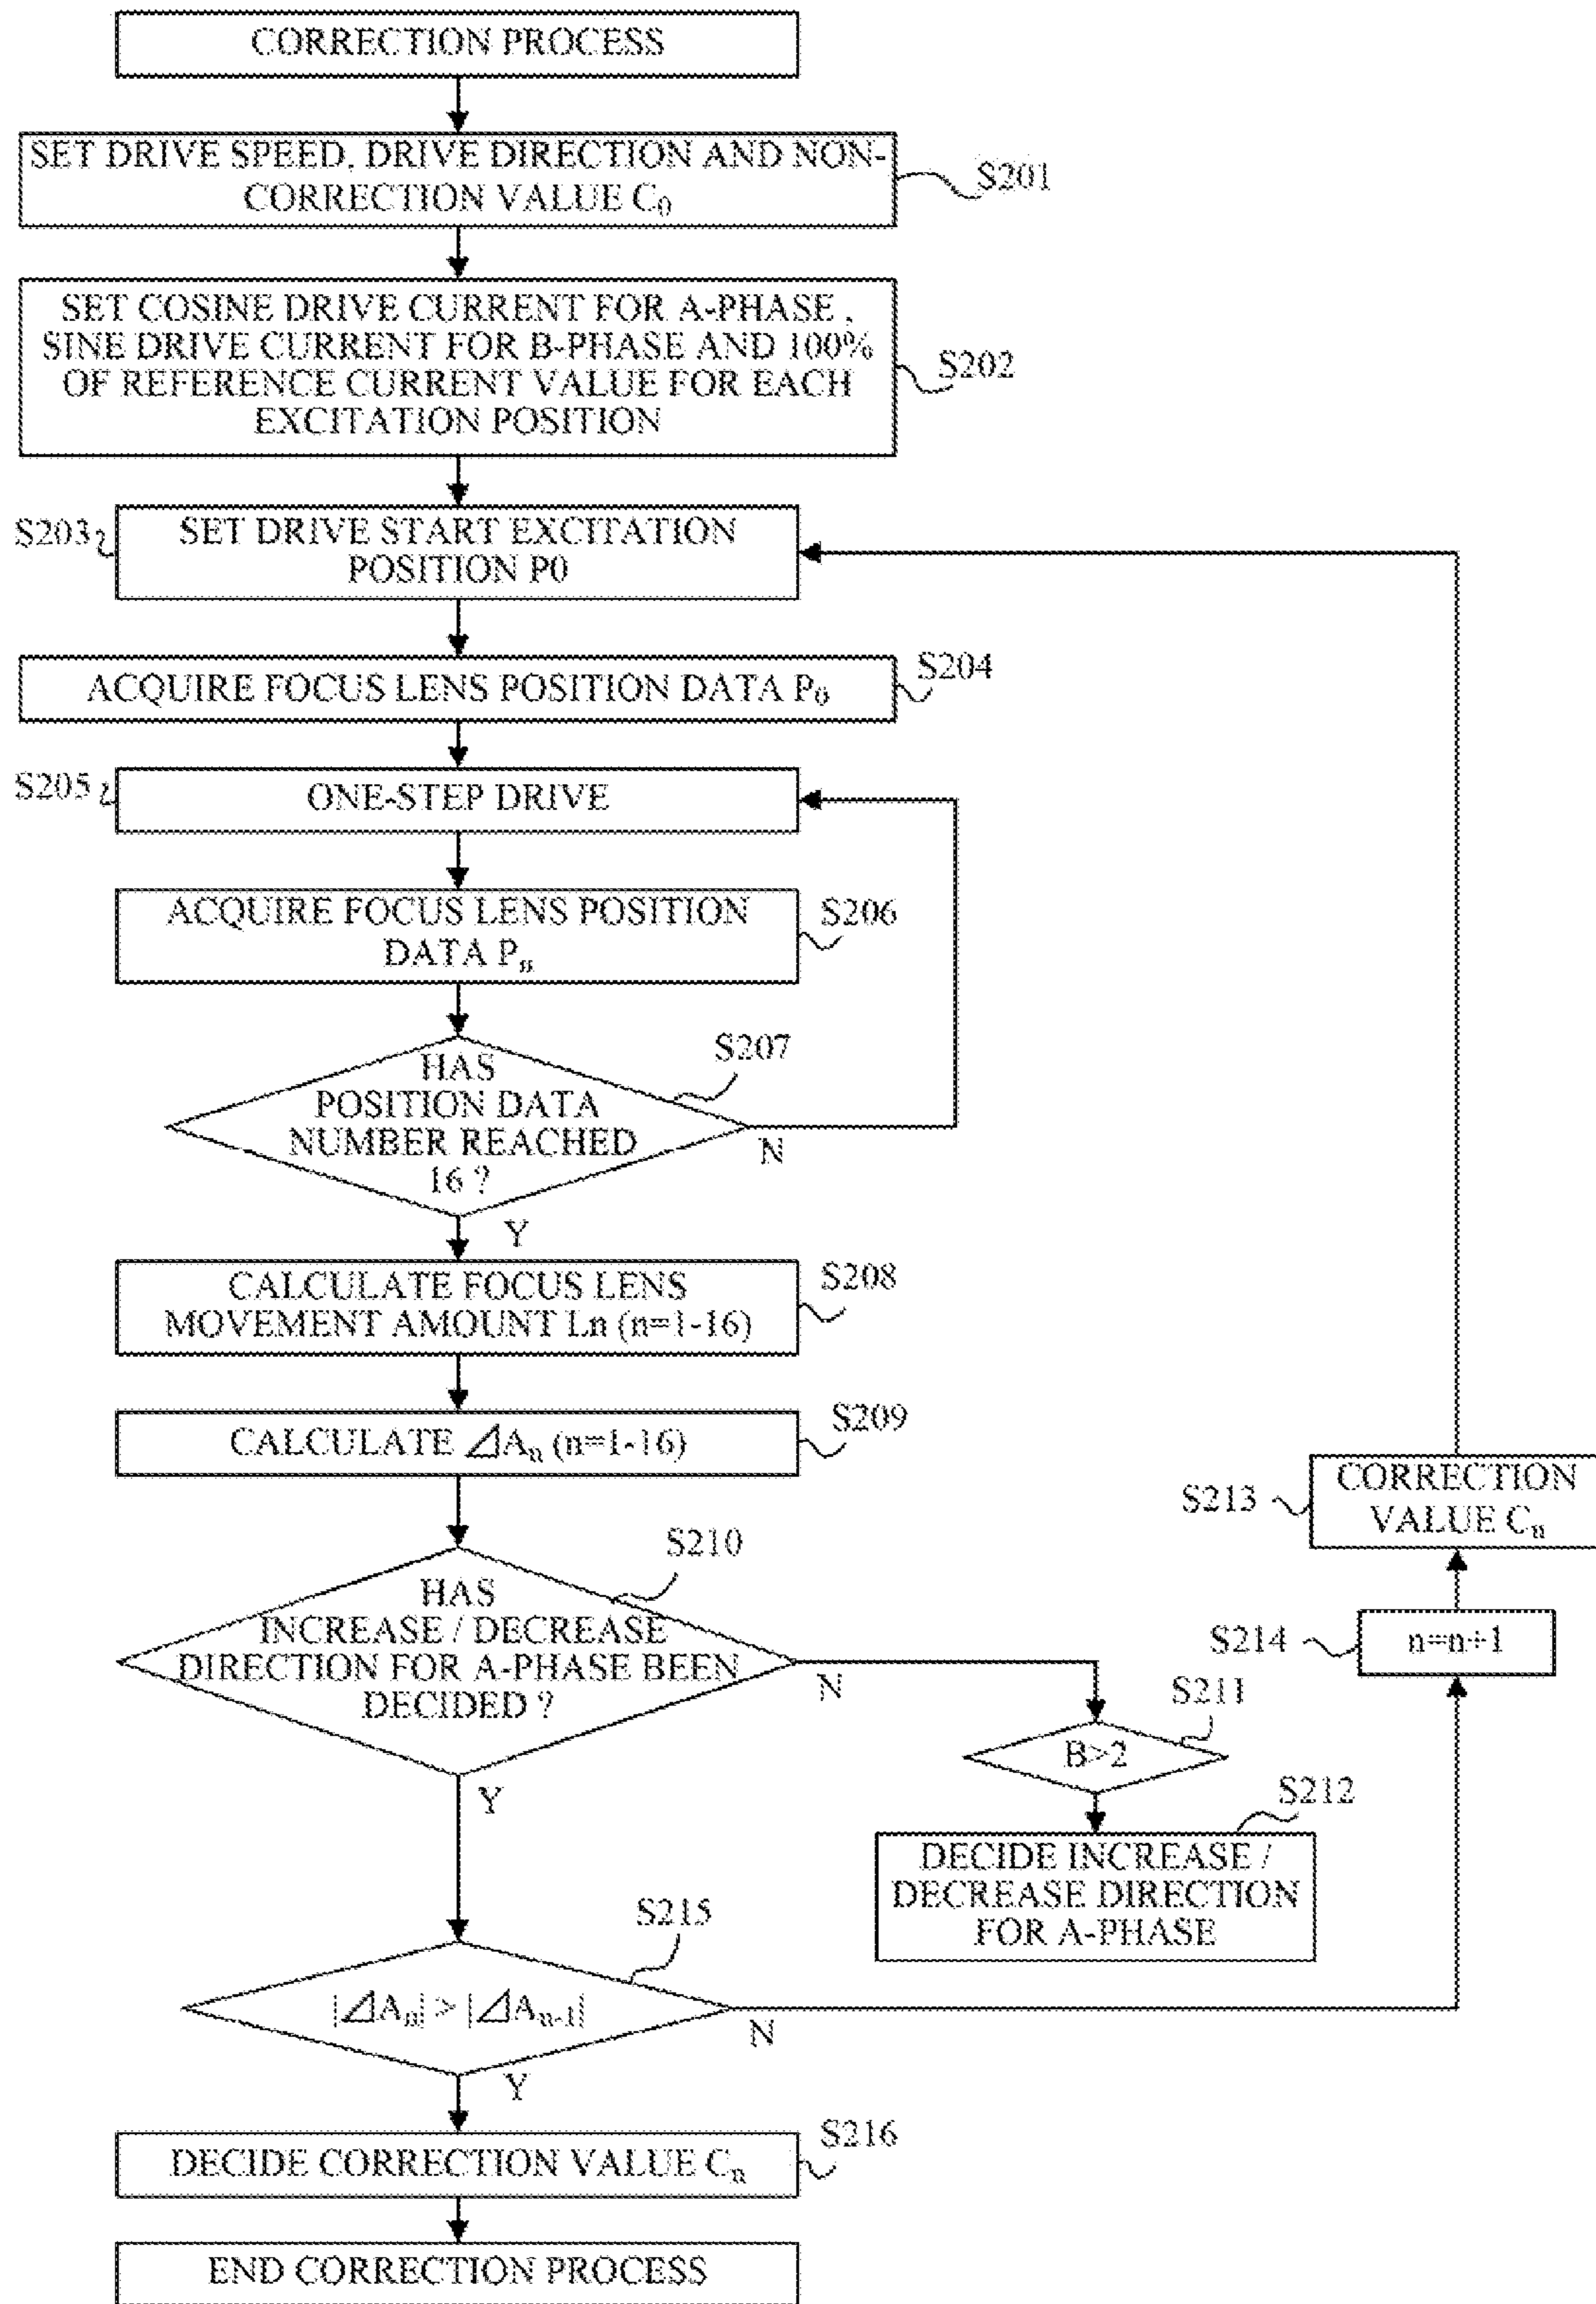 CORRECTION PROCESS
SET DRIVE SPEED, DRIVE DIRECTION AND NON-
CORRECTION VALUE C₀
S201
SET COSINE DRIVE CURRENT FOR A-PHASE ,
SINE DRIVE CURRENT FOR B-PHASE AND 100%
OF REFERENCE CURRENT VALUE FOR EACH
EXCITATION POSITION
S202
S203
SET DRIVE START EXCITATION
POSITION P0
ACQUIRE FOCUS LENS POSITION DATA P₀
S204
S205
ONE-STEP DRIVE
ACQUIRE FOCUS LENS POSITION
DATA Pₙ
S206
S207
HAS
POSITION DATA
NUMBER REACHED
16 ?
N
Y
CALCULATE FOCUS LENS
MOVEMENT AMOUNT Ln (n=1-16)
S208
CALCULATE ⊿Aₙ (n=1-16)
S209
S213
CORRECTION
VALUE Cₙ
S210
HAS
INCREASE / DECREASE
DIRECTION FOR A-PHASE BEEN
DECIDED ?
N
Y
S214
n=n+1
S211
B>2
S212
DECIDE INCREASE /
DECREASE DIRECTION
FOR A-PHASE
S215
|⊿Aₙ| > |⊿Aₙ₋₁|
N
Y
DECIDE CORRECTION VALUE Cₙ
S216
END CORRECTION PROCESS